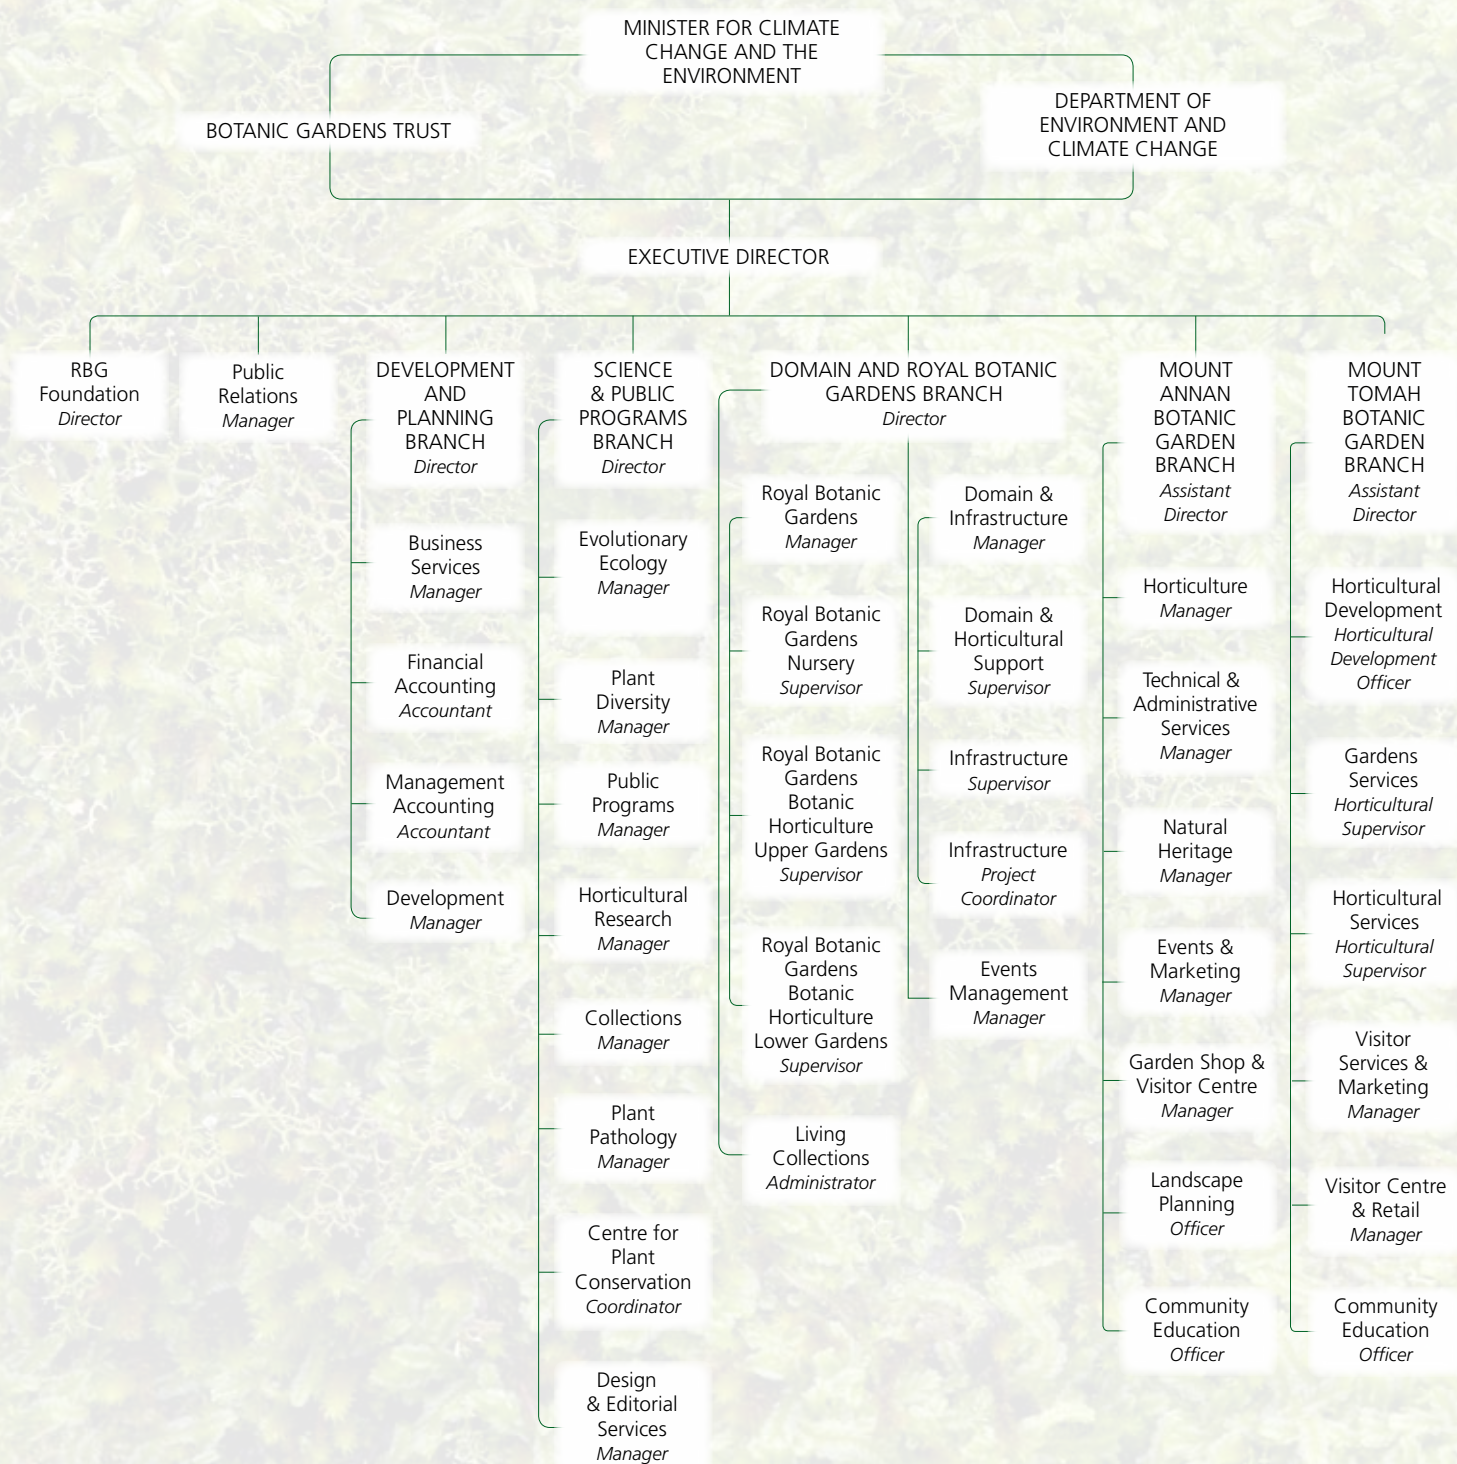 MINISTER FOR CLIMATE
CHANGE AND THE
ENVIRONMENT
BOTANIC GARDENS TRUST
DEPARTMENT OF
ENVIRONMENT AND
CLIMATE CHANGE
EXECUTIVE DIRECTOR
RBG
Foundation
Director
Public
Relations
Manager
DEVELOPMENT
AND
PLANNING
BRANCH
Director
Business
Services
Manager
Financial
Accounting
Accountant
Management
Accounting
Accountant
Development
Manager
SCIENCE
& PUBLIC
PROGRAMS
BRANCH
Director
Evolutionary
Ecology
Manager
Plant
Diversity
Manager
Public
Programs
Manager
Horticultural
Research
Manager
Collections
Manager
Plant
Pathology
Manager
Centre for
Plant
Conservation
Coordinator
Design
& Editorial
Services
Manager
DOMAIN AND ROYAL BOTANIC
GARDENS BRANCH
Director
Royal Botanic
Gardens
Manager
Royal Botanic
Gardens
Nursery
Supervisor
Royal Botanic
Gardens
Botanic
Horticulture
Upper Gardens
Supervisor
Royal Botanic
Gardens
Botanic
Horticulture
Lower Gardens
Supervisor
Living
Collections
Administrator
Domain &
Infrastructure
Manager
Domain &
Horticultural
Support
Supervisor
Infrastructure
Supervisor
Infrastructure
Project
Coordinator
Events
Management
Manager
MOUNT
ANNAN
BOTANIC
GARDEN
BRANCH
Assistant
Director
Horticulture
Manager
Technical &
Administrative
Services
Manager
Natural
Heritage
Manager
Events &
Marketing
Manager
Garden Shop &
Visitor Centre
Manager
Landscape
Planning
Officer
Community
Education
Officer
MOUNT
TOMAH
BOTANIC
GARDEN
BRANCH
Assistant
Director
Horticultural
Development
Horticultural
Development
Officer
Gardens
Services
Horticultural
Supervisor
Horticultural
Services
Horticultural
Supervisor
Visitor
Services &
Marketing
Manager
Visitor Centre
& Retail
Manager
Community
Education
Officer